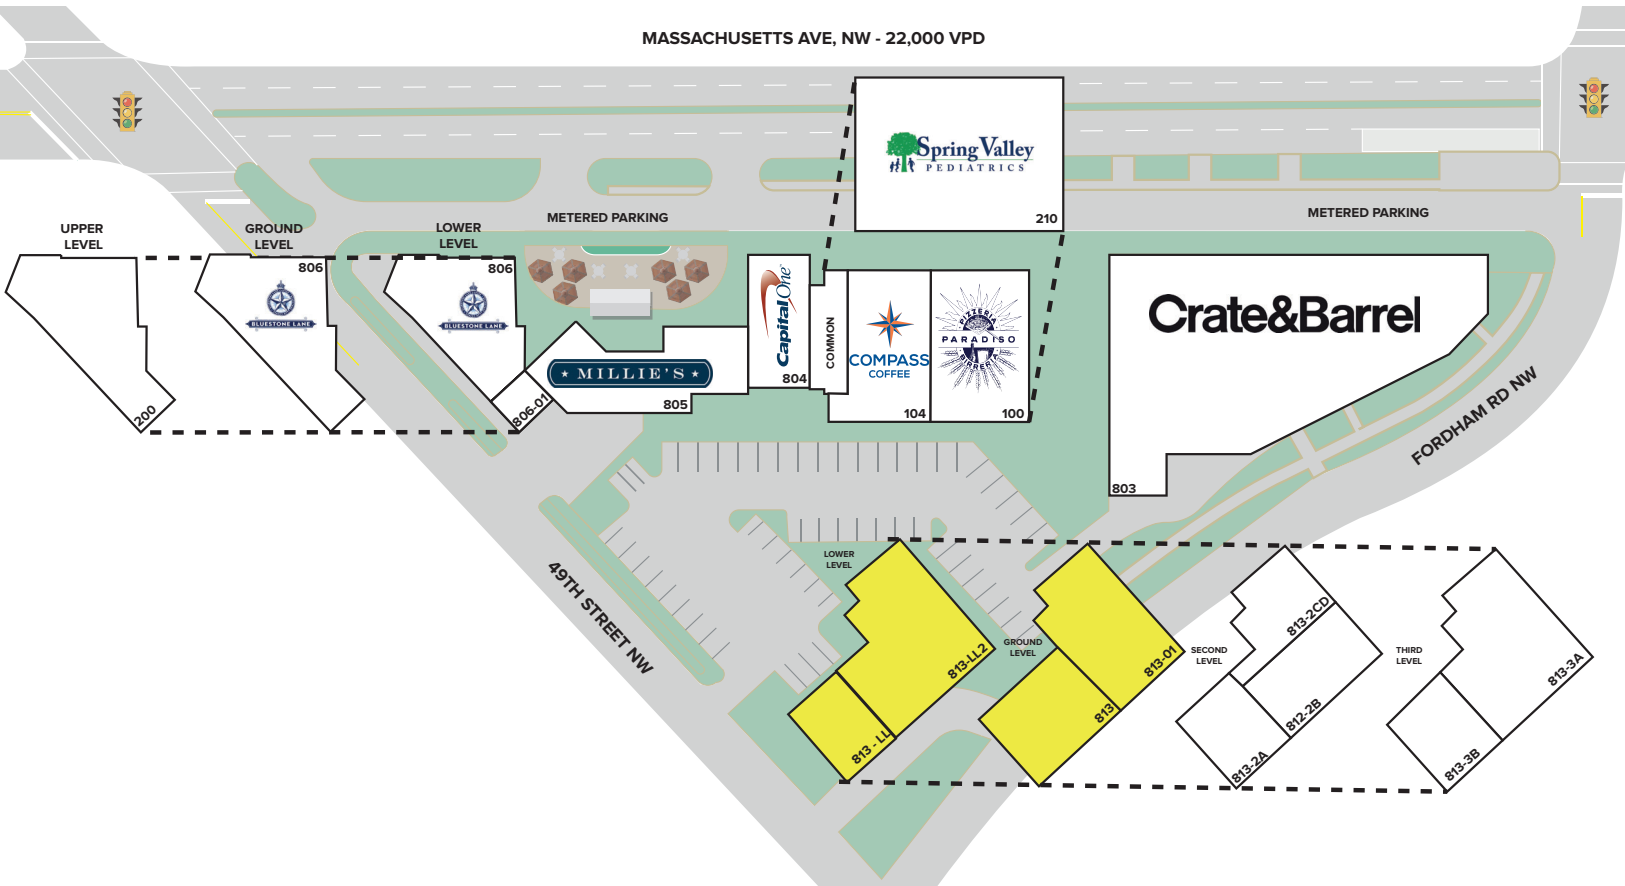 MASSACHUSETTS AVE, NW - 22,000 VPD
Spring Valley
PEDIATRICS
210
METERED PARKING
METERED PARKING
UPPER
LEVEL
200
GROUND
LEVEL
806
BLUESTONE LANE
LOWER
LEVEL
806
BLUESTONE LANE
806-01
MILLIE'S
805
Capital One
804
COMMON
COMPASS
COFFEE
104
PIZZERIA
PARADISO
BIRRERIA
100
Crate&Barrel
803
FORDHAM RD NW
49TH STREET NW
LOWER
LEVEL
813-LL2
813 - LL
GROUND
LEVEL
813-01
813
SECOND
LEVEL
813-2CD
812-2B
813-2A
THIRD
LEVEL
813-3A
813-3B